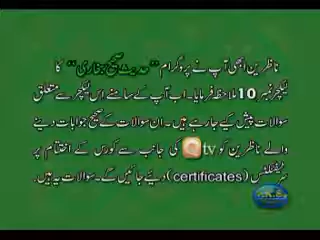 ناظرین ابھی آپ نے پروگرام "حدیث صحیح بخاری" کا
لیکچر نمبر 10 ملاحظہ فرمایا۔ اب آپ کے سامنے اس لیکچر سے متعلق
سوالات پیش کیے جا رہے ہیں۔ ان سوالات کے صحیح جوابات دینے
والے ناظرین کو Qtv کی جانب سے کورس کے اختتام پر
سرٹیفکیٹس (certificates) دیئے جائیں گے۔ سوالات یہ ہیں.